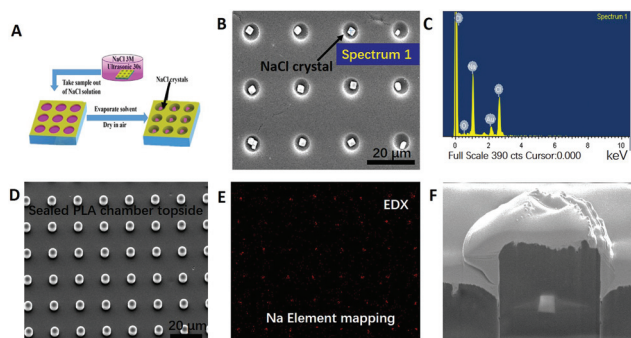 A
NaCl 3M
Ultrasonic 30s
Take sample out
of NaCl solution
NaCl crystals
Evaporate solvent
Dry in air
B
Spectrum 1
NaCl crystal
20 μm
C
Spectrum 1
0 2 4 6 8 10
Full Scale 390 cts Cursor:0.000 keV
D
Sealed PLA chamber topside
20 μm
E
EDX
Na Element mapping
F